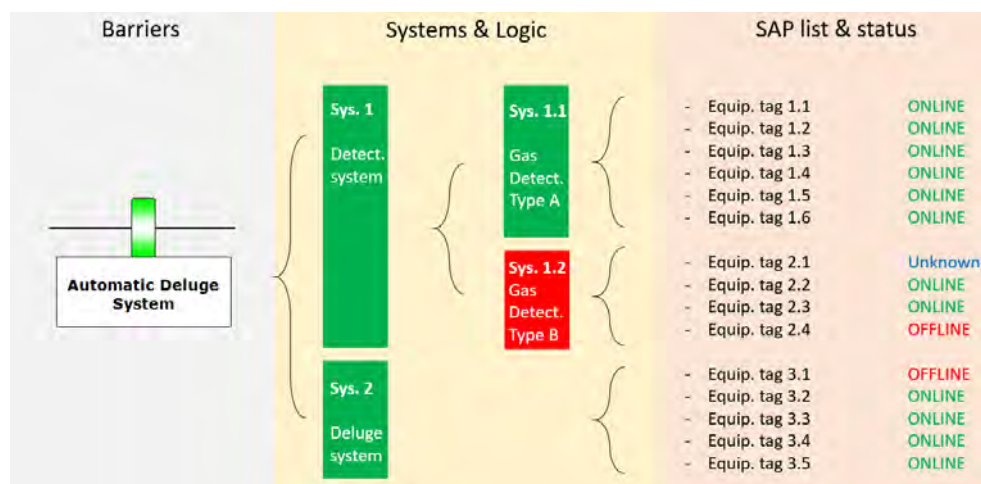 Barriers
Systems & Logic
SAP list & status
Automatic Deluge
System
Sys. 1
Detect.
system
Sys. 2
Deluge
system
Sys. 1.1
Gas
Detect.
Type A
Sys. 1.2
Gas
Detect.
Type B
- Equip. tag 1.1 ONLINE
- Equip. tag 1.2 ONLINE
- Equip. tag 1.3 ONLINE
- Equip. tag 1.4 ONLINE
- Equip. tag 1.5 ONLINE
- Equip. tag 1.6 ONLINE
- Equip. tag 2.1 Unknown
- Equip. tag 2.2 ONLINE
- Equip. tag 2.3 ONLINE
- Equip. tag 2.4 OFFLINE
- Equip. tag 3.1 OFFLINE
- Equip. tag 3.2 ONLINE
- Equip. tag 3.3 ONLINE
- Equip. tag 3.4 ONLINE
- Equip. tag 3.5 ONLINE